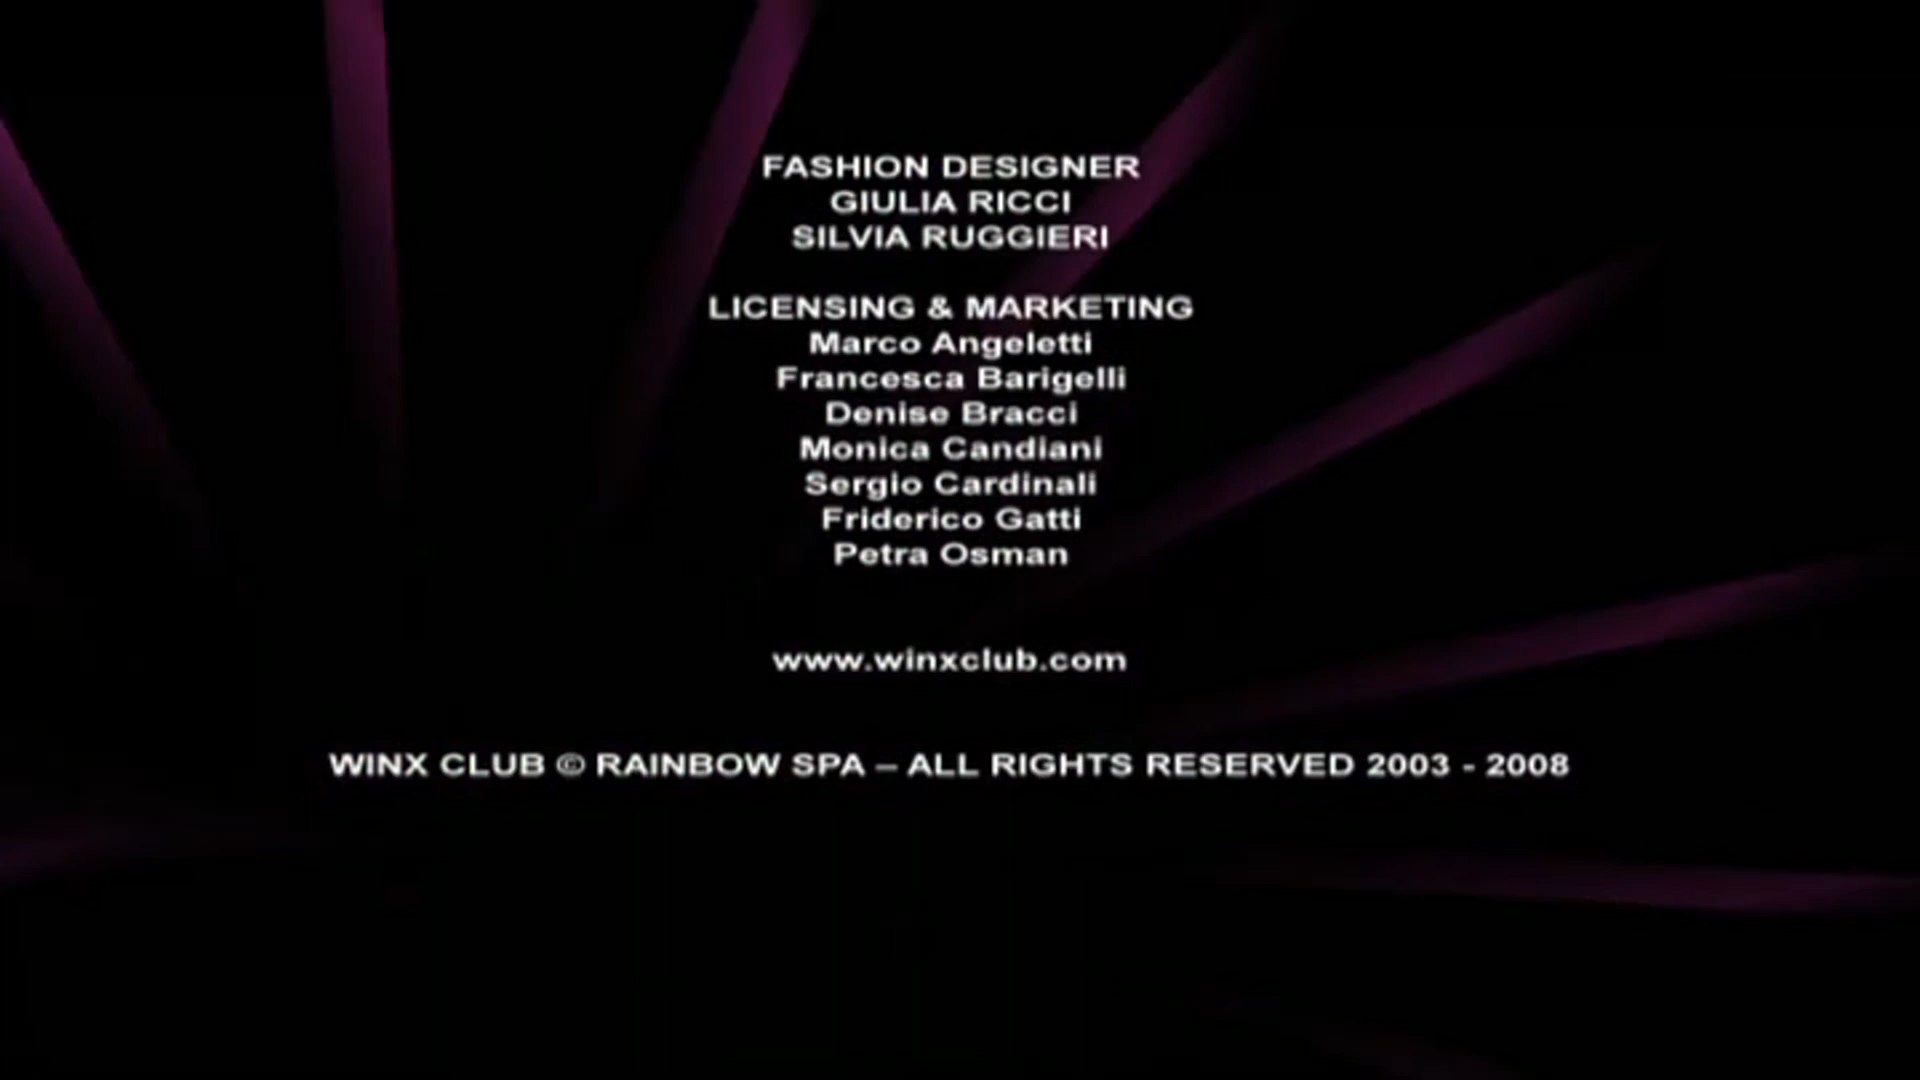 FASHION DESIGNER
GIULIA RICCI
SILVIA RUGGIERI
LICENSING & MARKETING
Marco Angeletti
Francesca Barigelli
Denise Bracci
Monica Candiani
Sergio Cardinali
Friderico Gatti
Petra Osman
www.winxclub.com
WINX CLUB © RAINBOW SPA – ALL RIGHTS RESERVED 2003 - 2008